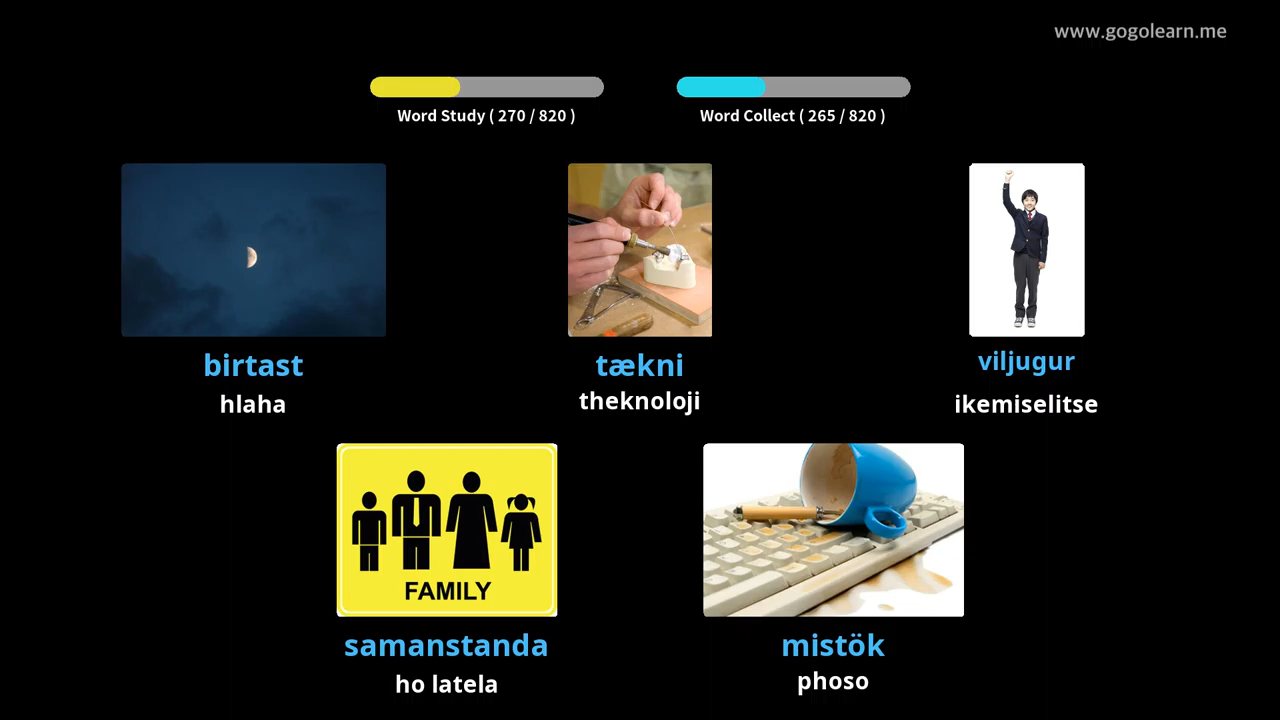 www.gogolearn.me
Word Study ( 270 / 820 )
Word Collect ( 265 / 820 )
birtast
hlaha
tækni
theknoloji
viljugur
ikemiselitse
FAMILY
samanstanda
ho latela
mistök
phoso